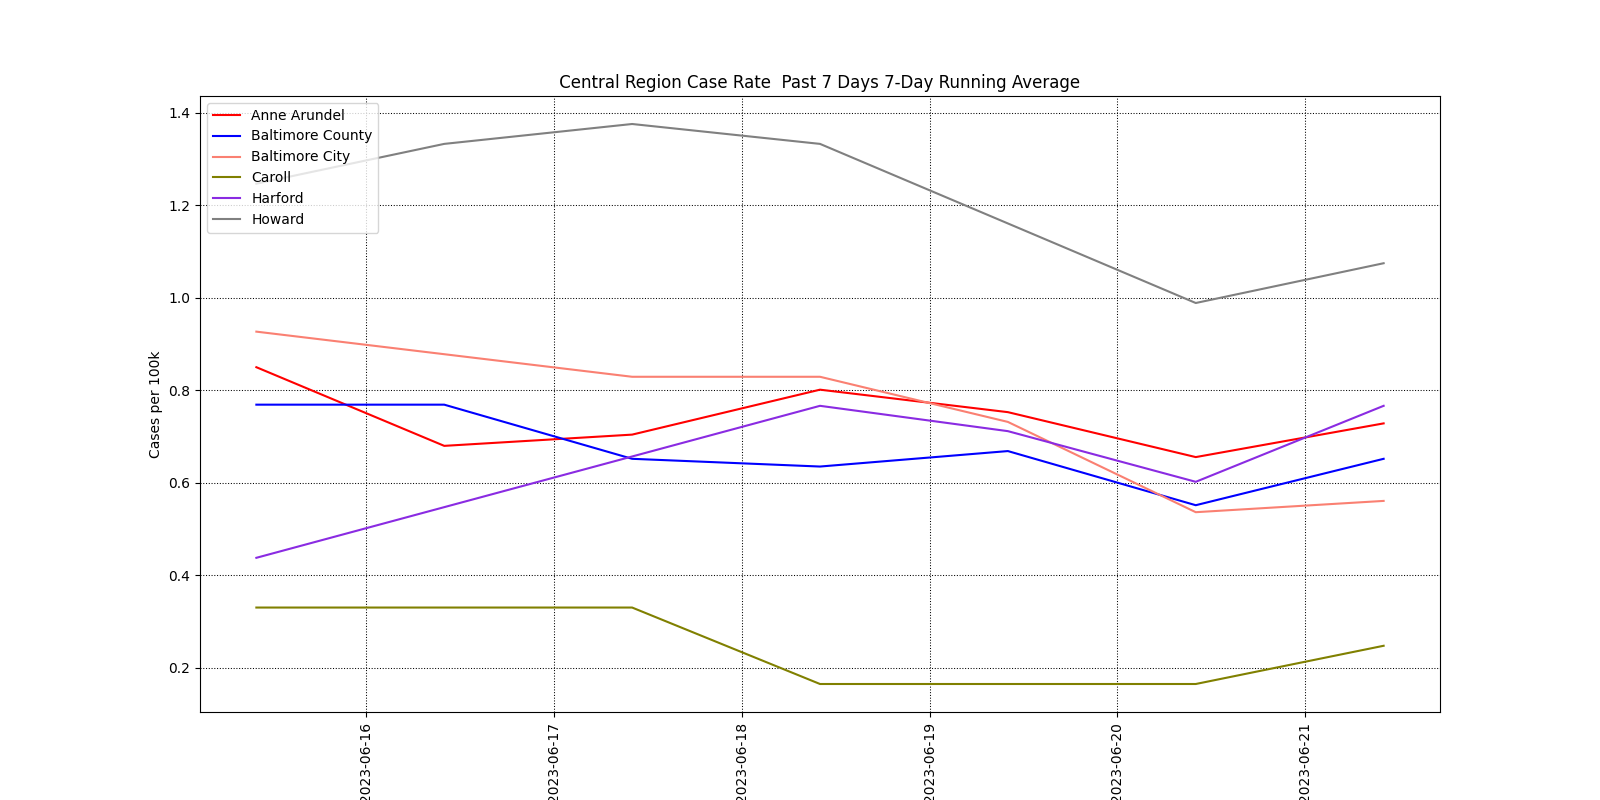 Central Region Case Rate  Past 7 Days 7-Day Running Average
Cases per 100k
1.4
1.2
1.0
0.8
0.6
0.4
0.2
Anne Arundel
Baltimore County
Baltimore City
Caroll
Harford
Howard
2023-06-16
2023-06-17
2023-06-18
2023-06-19
2023-06-20
2023-06-21